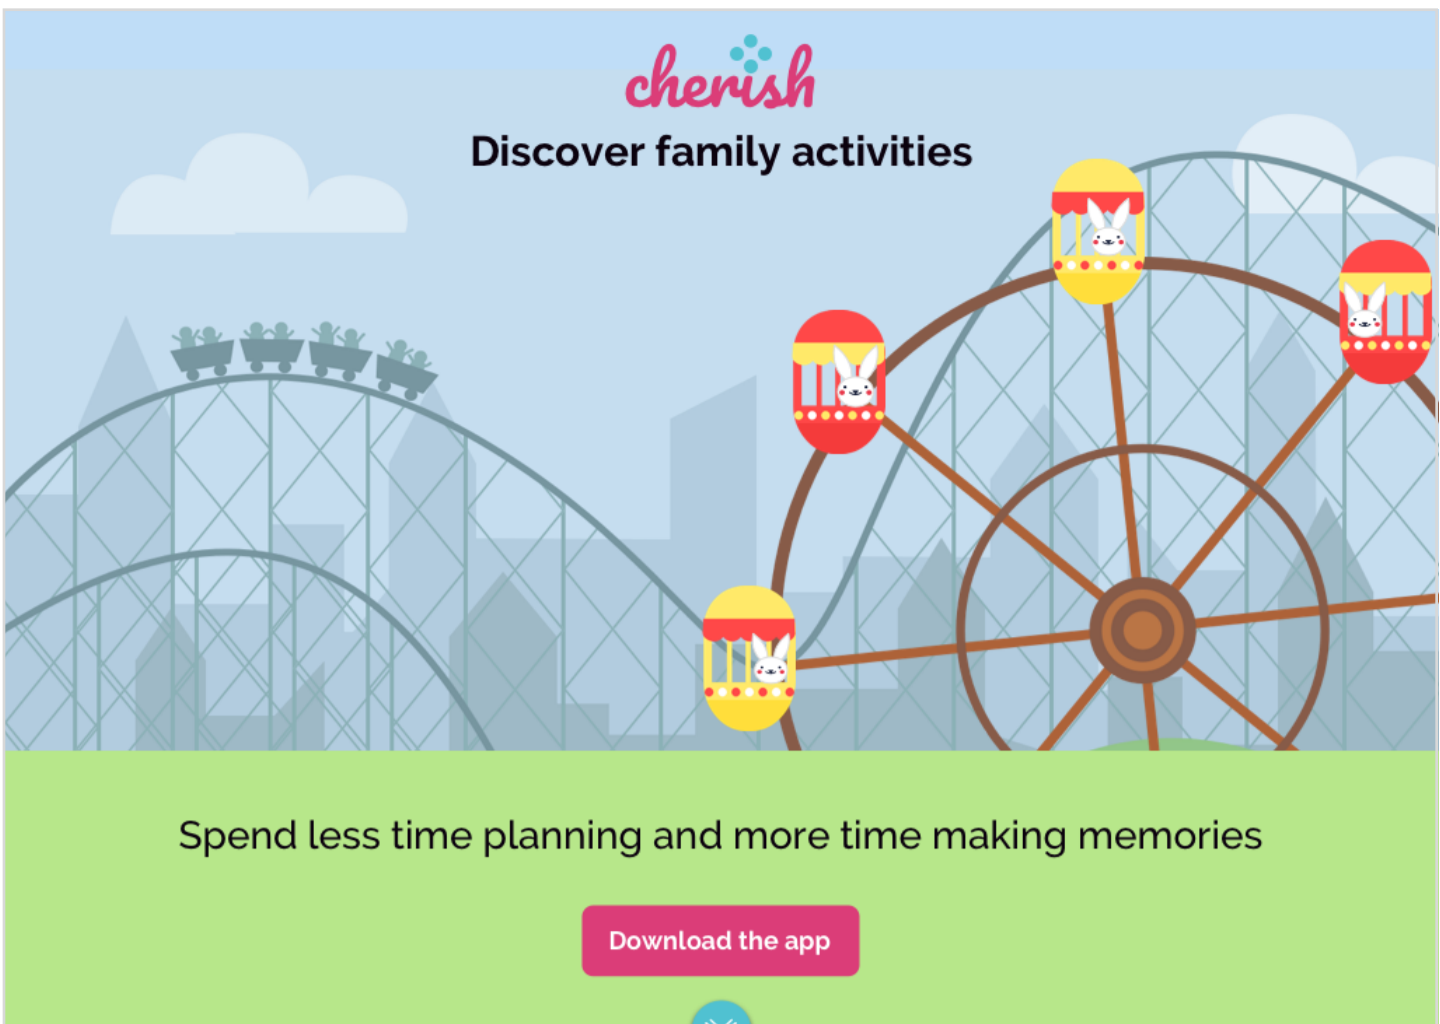 cherish
Discover family activities
Spend less time planning and more time making memories
Download the app